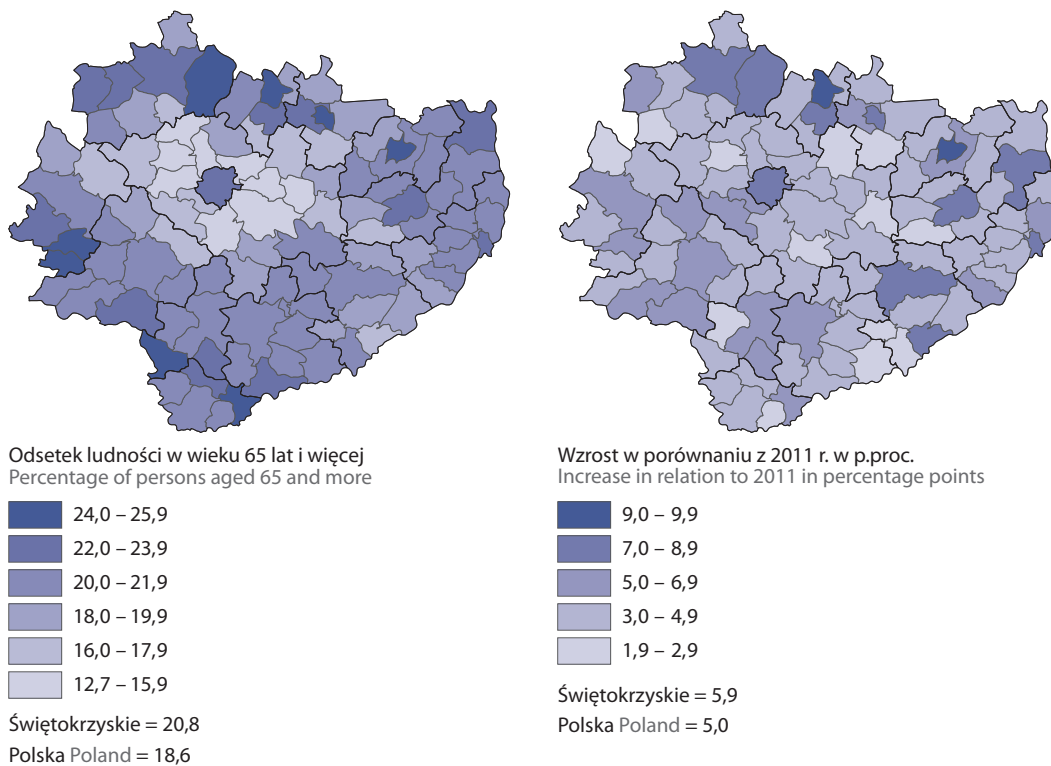 Odsetek ludności w wieku 65 lat i więcej
Percentage of persons aged 65 and more
24,0 – 25,9
22,0 – 23,9
20,0 – 21,9
18,0 – 19,9
16,0 – 17,9
12,7 – 15,9
Świętokrzyskie = 20,8
Polska Poland = 18,6
Wzrost w porównaniu z 2011 r. w p.proc.
Increase in relation to 2011 in percentage points
9,0 – 9,9
7,0 – 8,9
5,0 – 6,9
3,0 – 4,9
1,9 – 2,9
Świętokrzyskie = 5,9
Polska Poland = 5,0